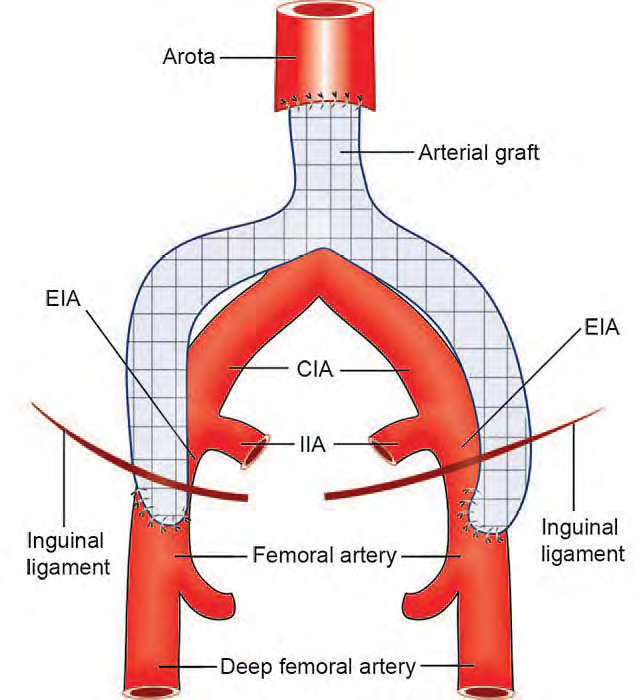 Arota
Arterial graft
EIA
EIA
CIA
IIA
Inguinal
ligament
Inguinal
ligament
Femoral artery
Deep femoral artery